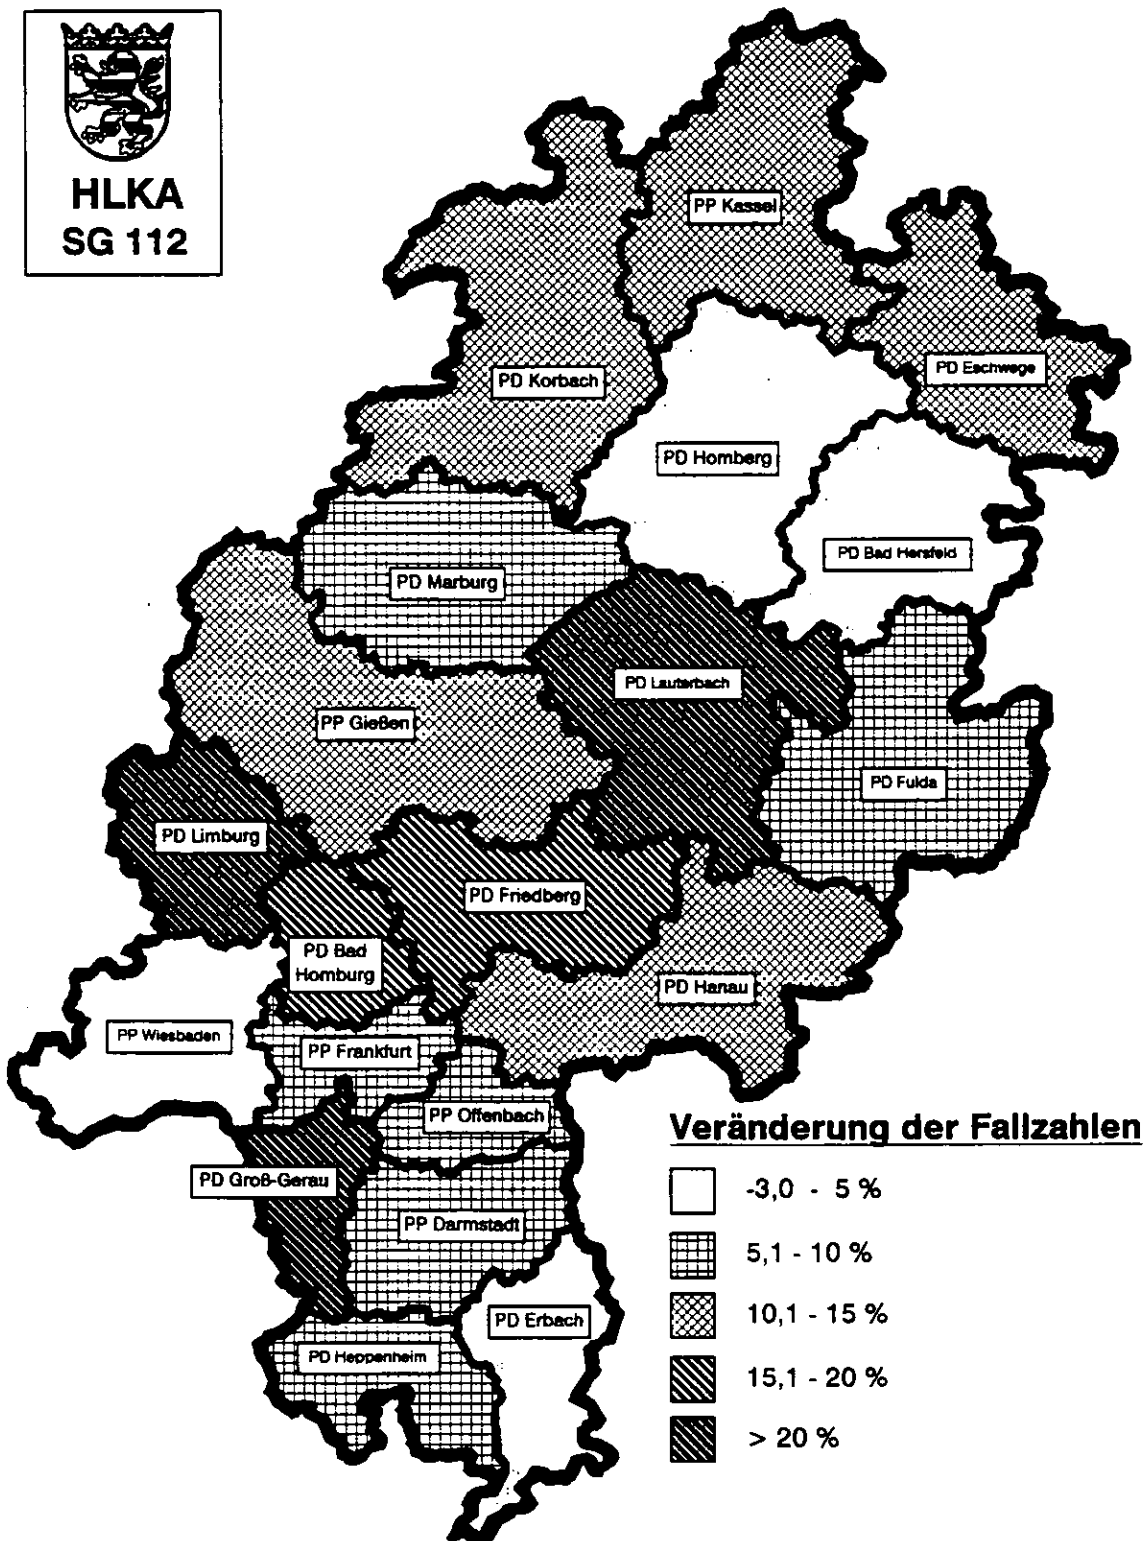 HLKA
SG 112
PP Kassel
PD Eschwege
PD Korbach
PD Homberg
PD Bad Hersfeld
PD Marburg
PD Lauterbach
PP Gießen
PD Fulda
PD Limburg
PD Friedberg
PD Bad
Homburg
PD Hanau
PP Wiesbaden
PP Frankfurt
PP Offenbach
PD Groß-Gerau
PP Darmstadt
PD Erbach
PD Heppenheim
Veränderung der Fallzahlen
-3,0 - 5 %
5,1 - 10 %
10,1 - 15 %
15,1 - 20 %
> 20 %